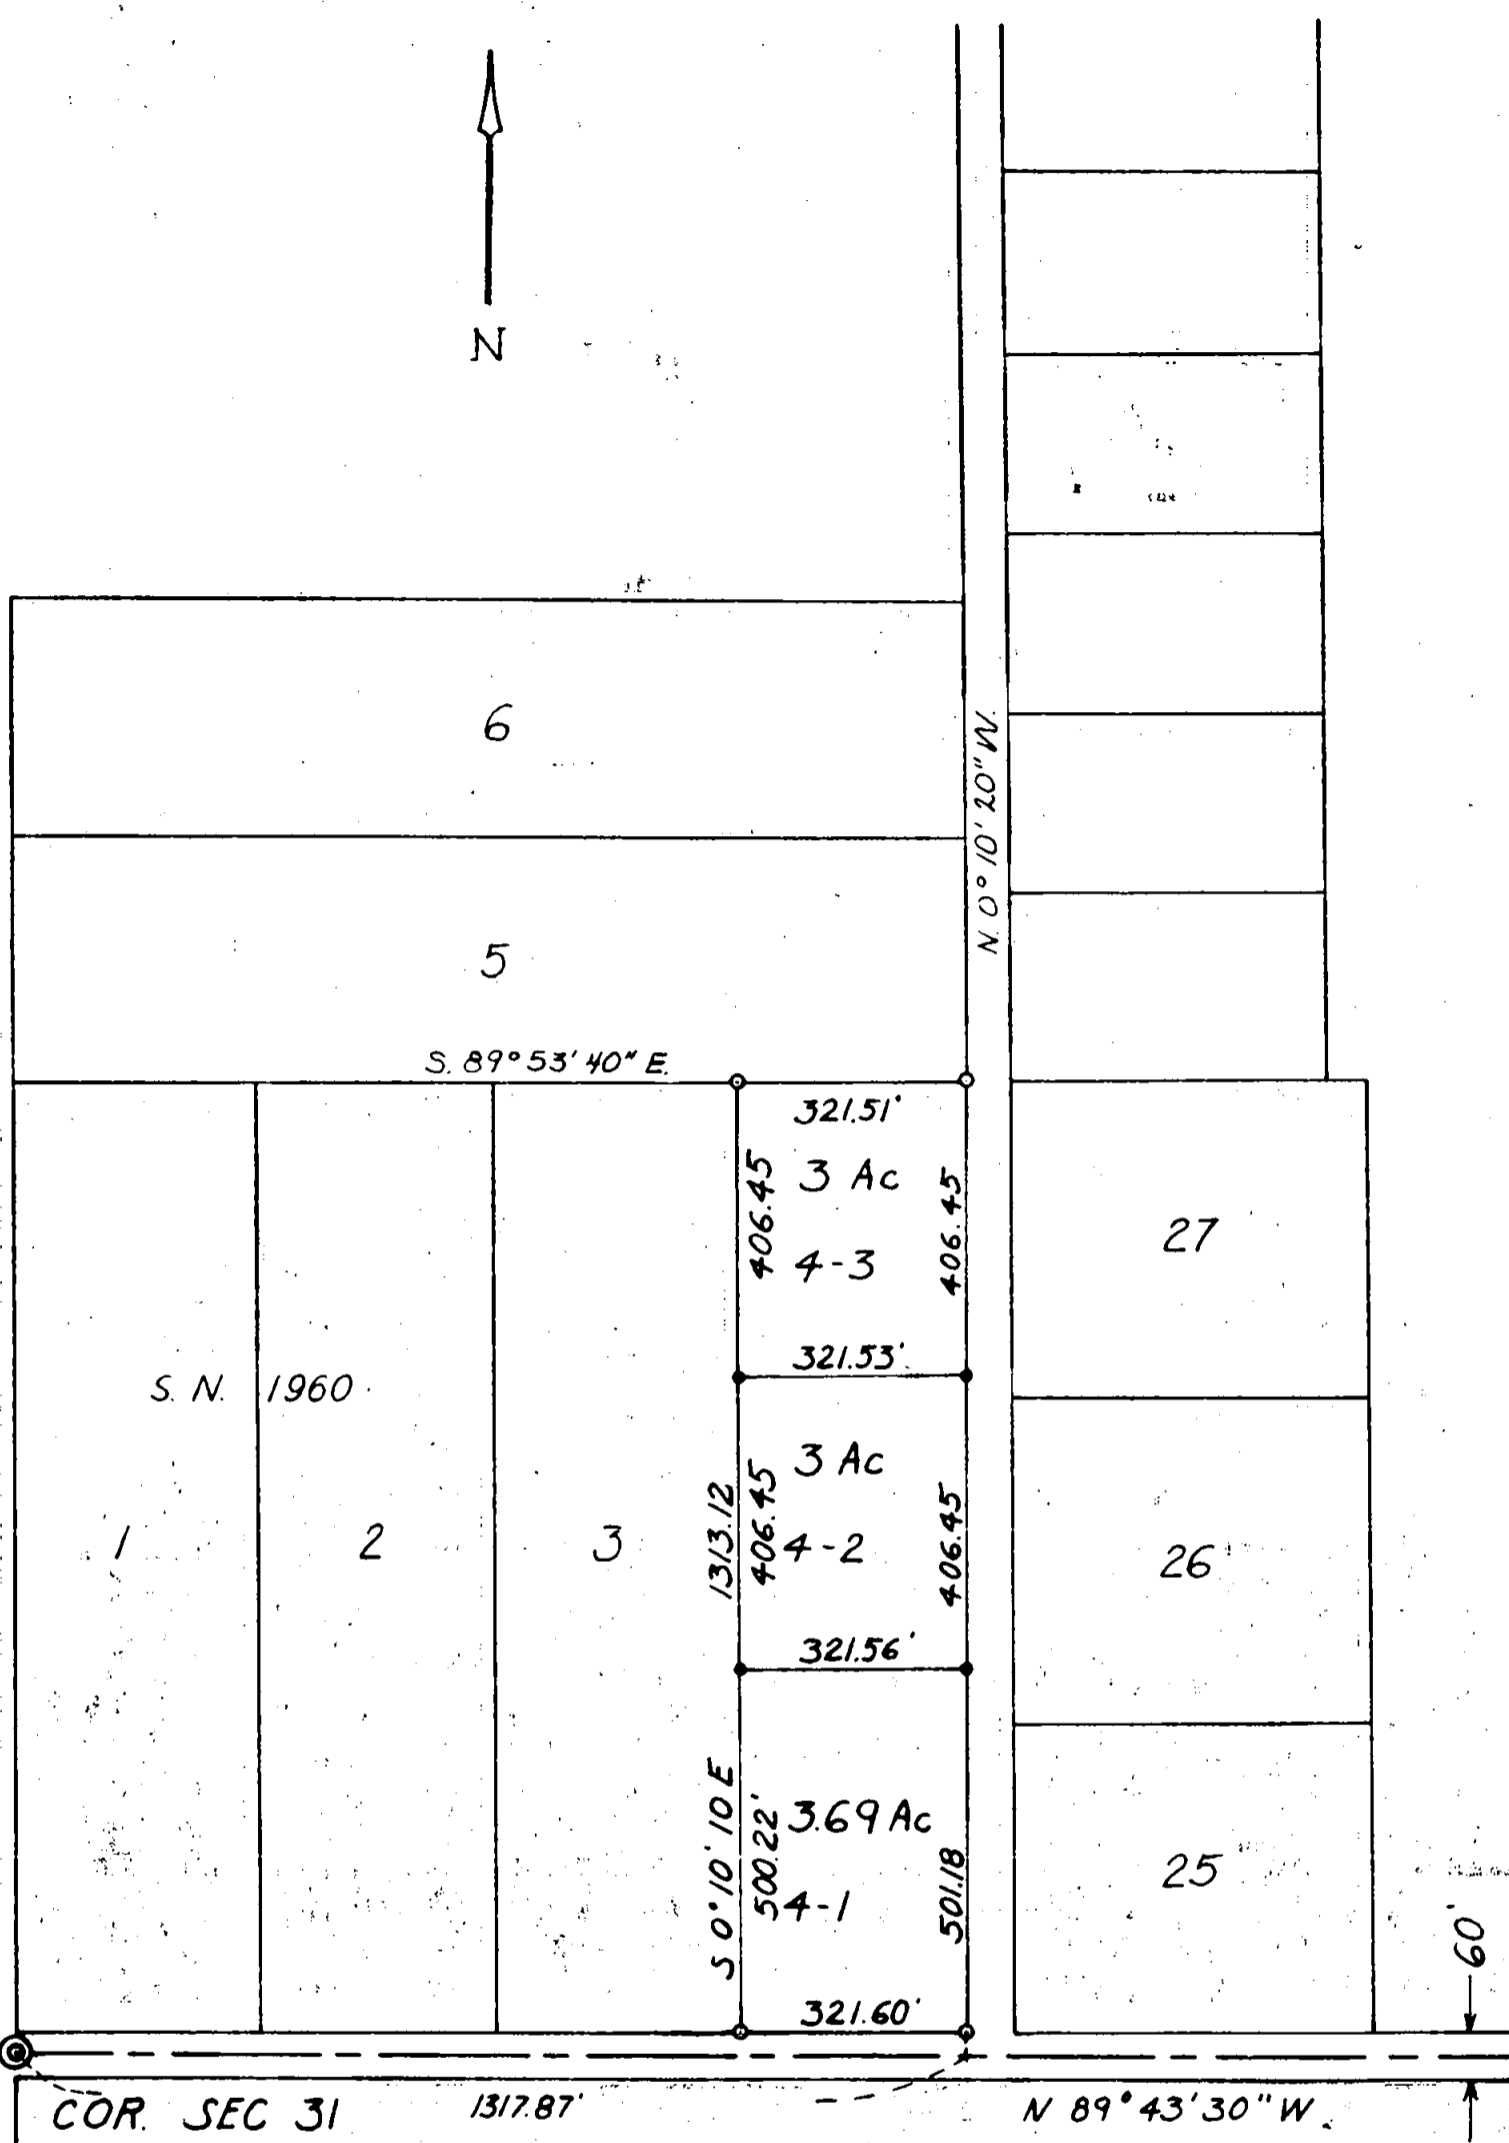 N
6
N. 0° 10' 20" W.
5
S. 89° 53' 40" E.
321.51'
406.45
3 Ac
406.45
4-3
27
321.53'
S. N. 1960
1
2
3
1313.12
406.45
3 Ac
4-2
406.45
26
321.56'
S 0° 10' 10 E
500.22'
3.69 Ac
4-1
501.18
25
60'
321.60'
COR. SEC 31
1317.87'
N 89° 43' 30" W.